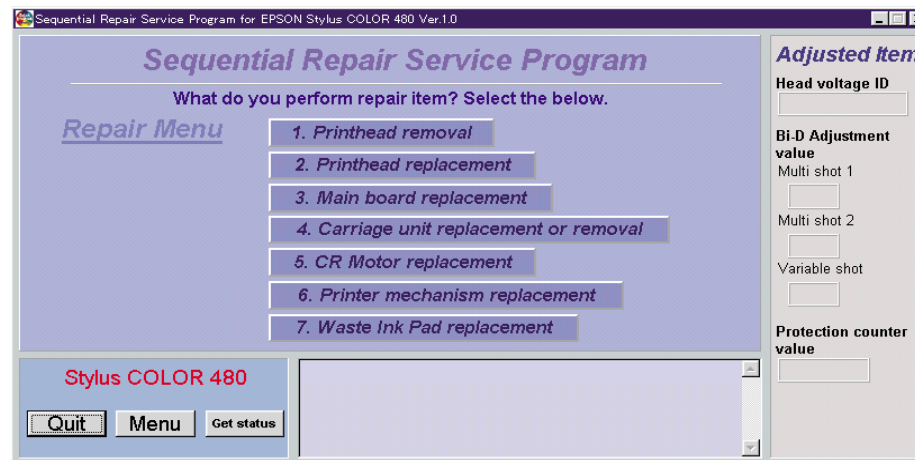 Sequential Repair Service Program for EPSON Stylus COLOR 480 Ver.1.0
Sequential Repair Service Program
What do you perform repair item? Select the below.
Repair Menu
1. Printhead removal
2. Printhead replacement
3. Main board replacement
4. Carriage unit replacement or removal
5. CR Motor replacement
6. Printer mechanism replacement
7. Waste Ink Pad replacement
Stylus COLOR 480
Quit
Menu
Get status
Adjusted Item
Head voltage ID
Bi-D Adjustment
value
Multi shot 1
Multi shot 2
Variable shot
Protection counter
value